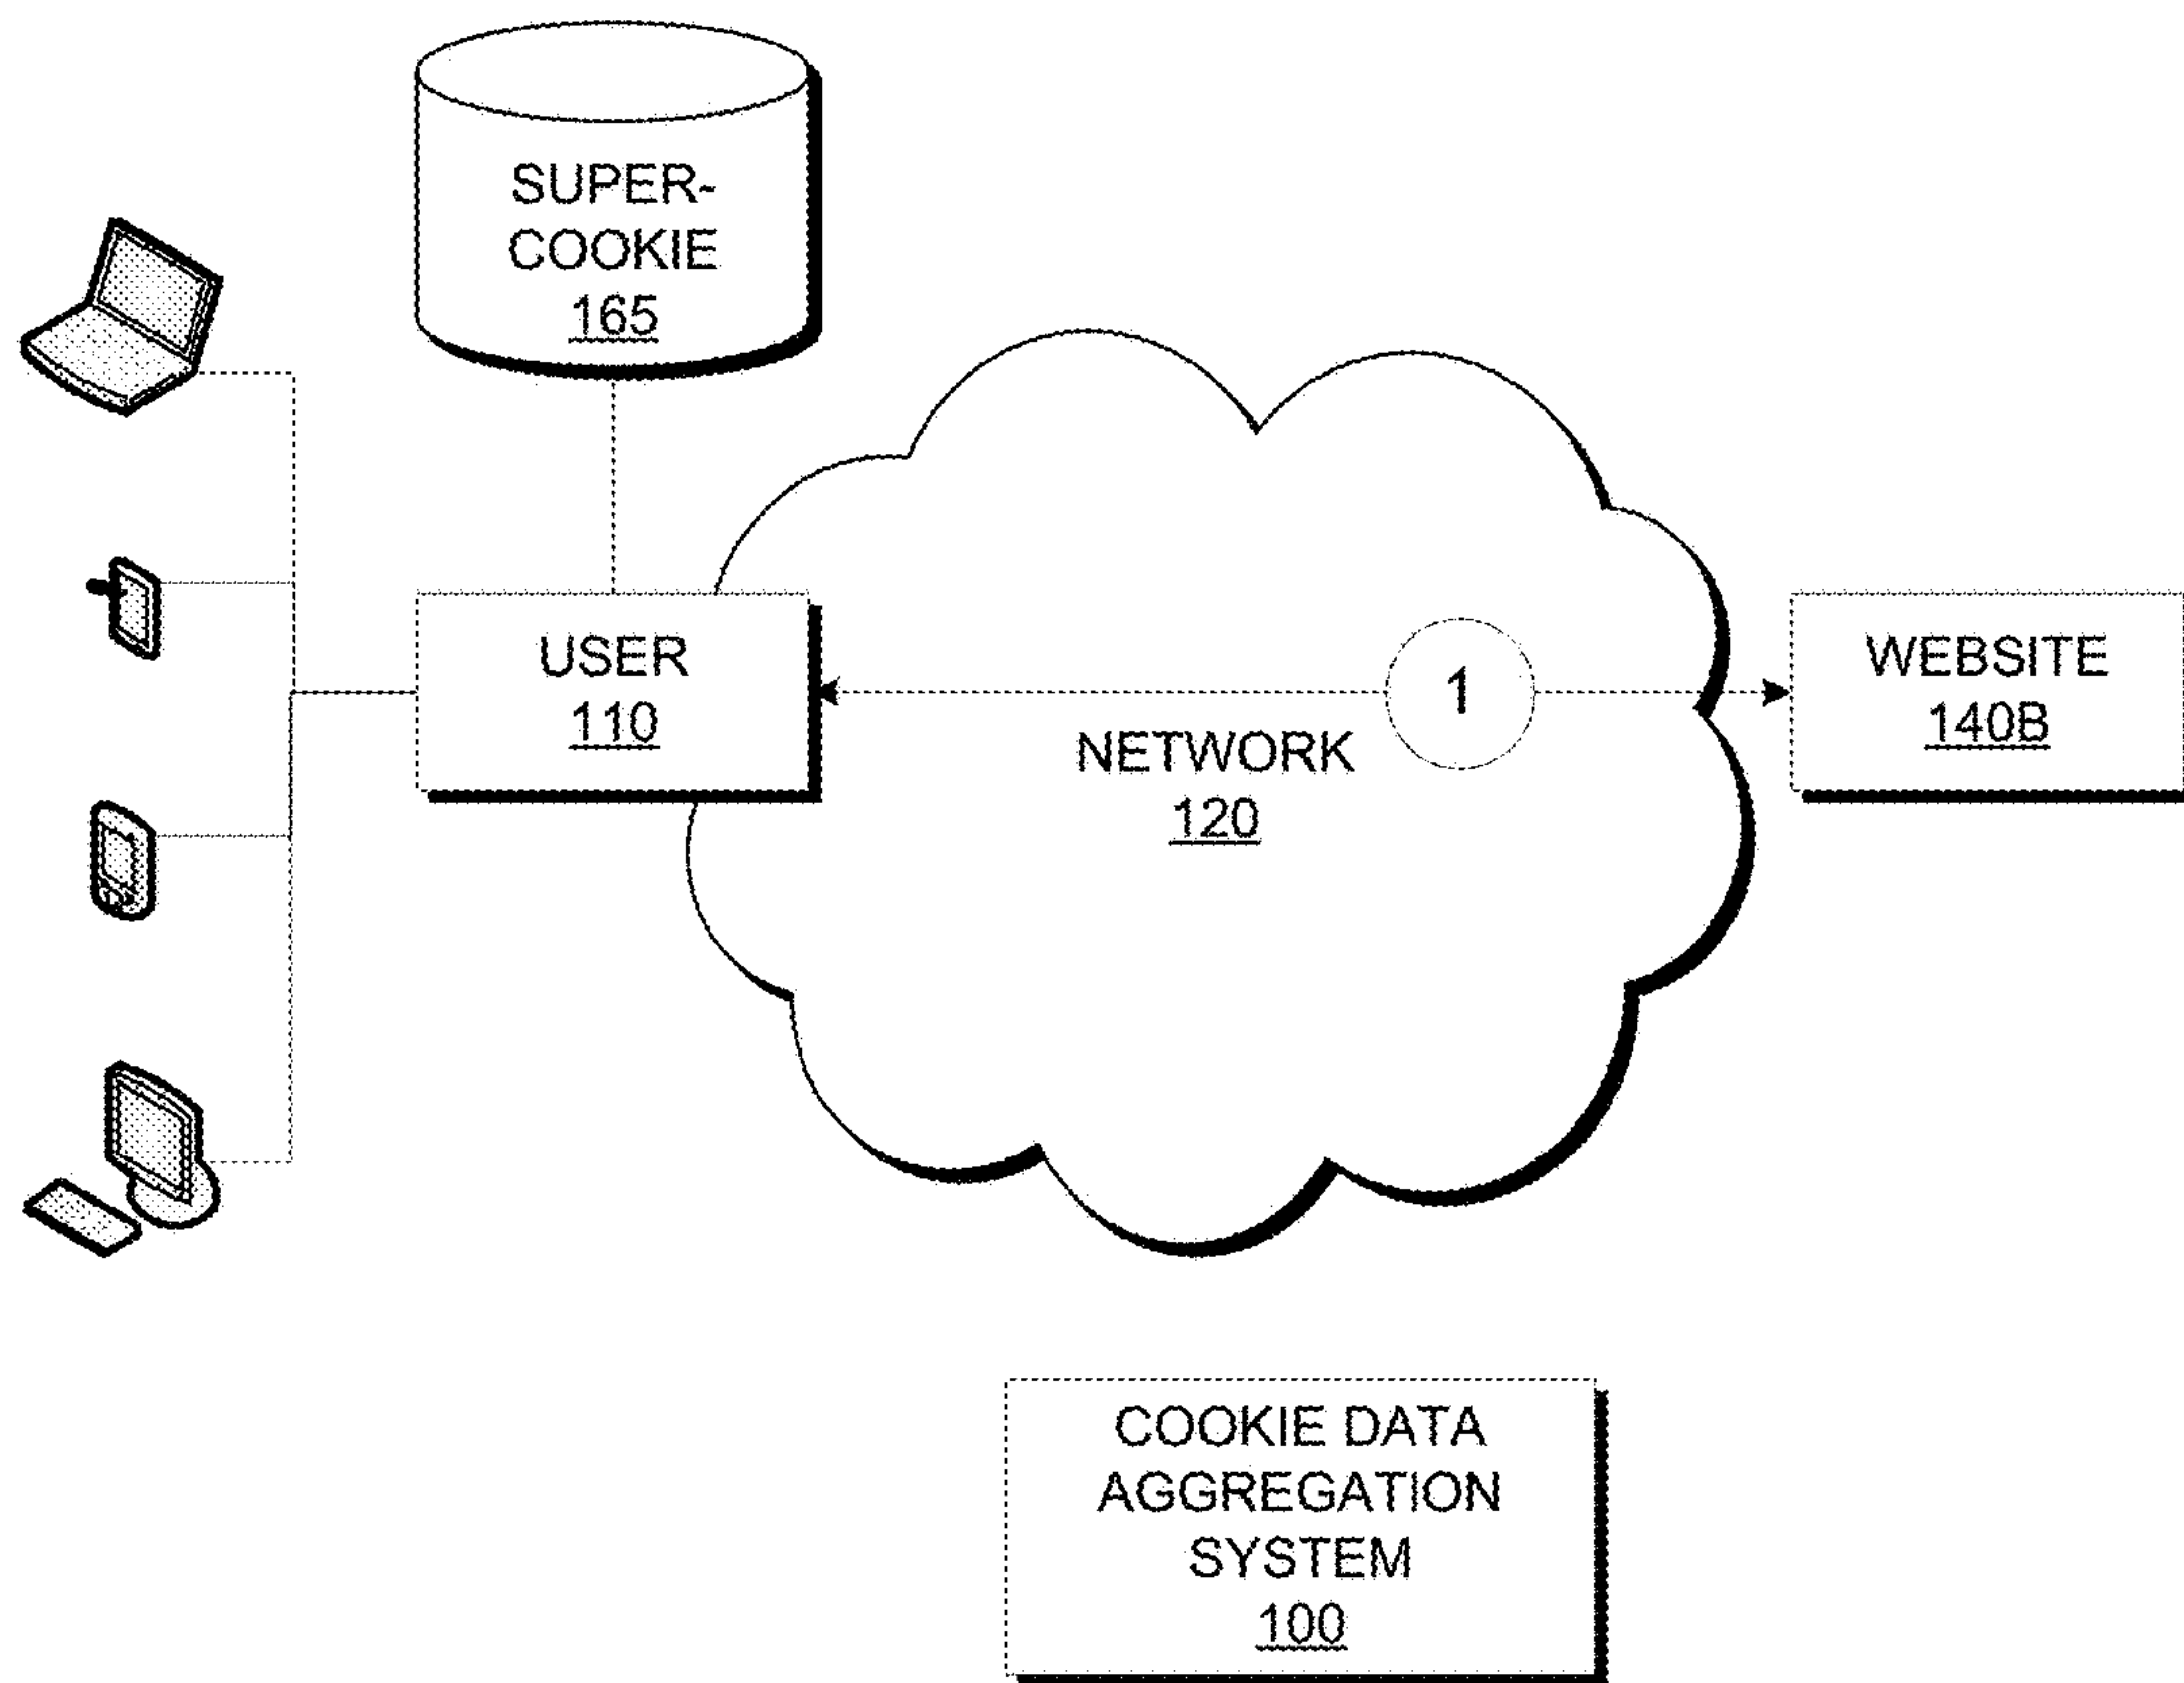 SUPER-
COOKIE
165
USER
110
1
NETWORK
120
WEBSITE
140B
COOKIE DATA
AGGREGATION
SYSTEM
100